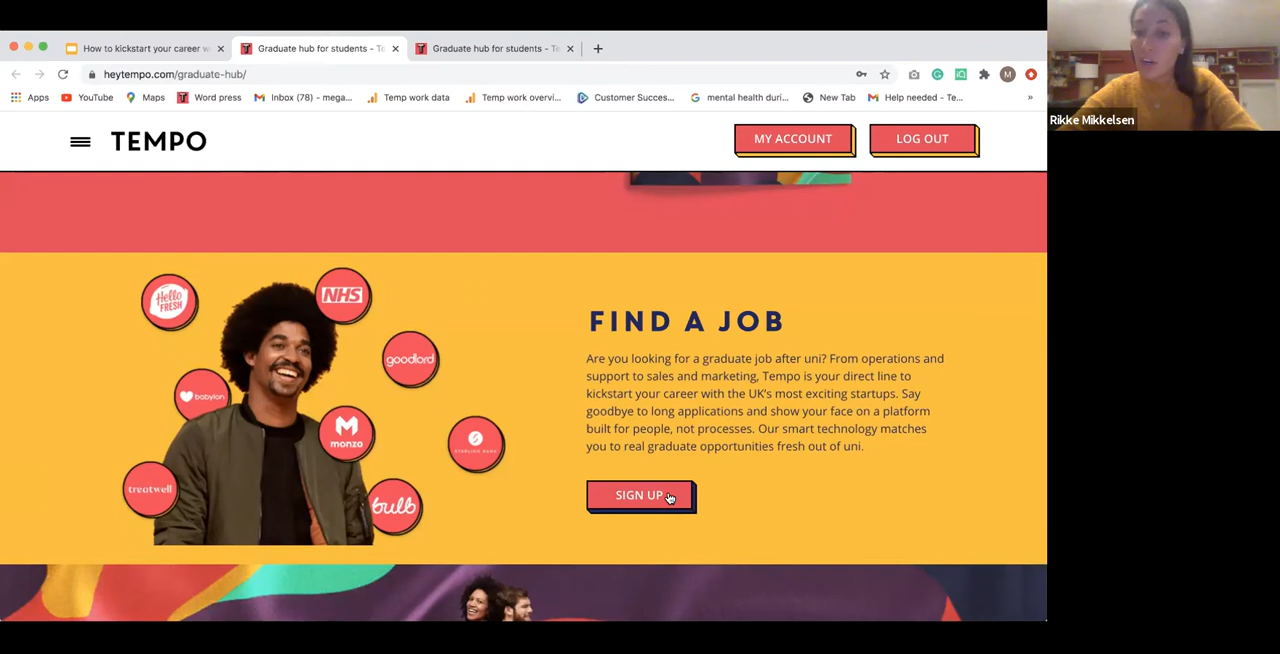 How to kickstart your career w
Graduate hub for students - To
Graduate hub for students - Te
heytempo.com/graduate-hub/
M
Apps
YouTube
Maps
Word press
Inbox (78) - mega...
Temp work data
Temp work overvi...
Customer Succes...
mental health duri...
New Tab
Help needed - Te...
»
Rikke Mikkelsen
TEMPO
MY ACCOUNT
LOG OUT
Hello
FRESH
NHS
goodlord
babylon
monzo
STARLING BANK
treatwell
bulb
FIND A JOB
Are you looking for a graduate job after uni? From operations and
support to sales and marketing, Tempo is your direct line to
kickstart your career with the UK's most exciting startups. Say
goodbye to long applications and show your face on a platform
built for people, not processes. Our smart technology matches
you to real graduate opportunities fresh out of uni.
SIGN UP